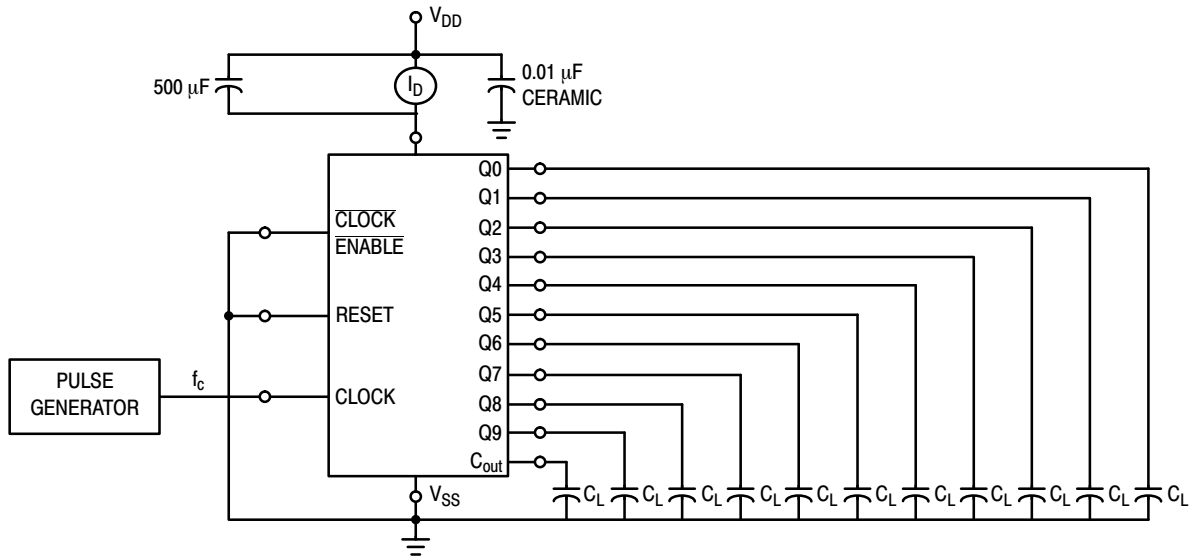 V_DD
500 μF
I_D
0.01 μF
CERAMIC
CLOCK
ENABLE
RESET
CLOCK
PULSE
GENERATOR
f_c
Q0
Q1
Q2
Q3
Q4
Q5
Q6
Q7
Q8
Q9
C_out
V_SS
C_L
C_L
C_L
C_L
C_L
C_L
C_L
C_L
C_L
C_L
C_L